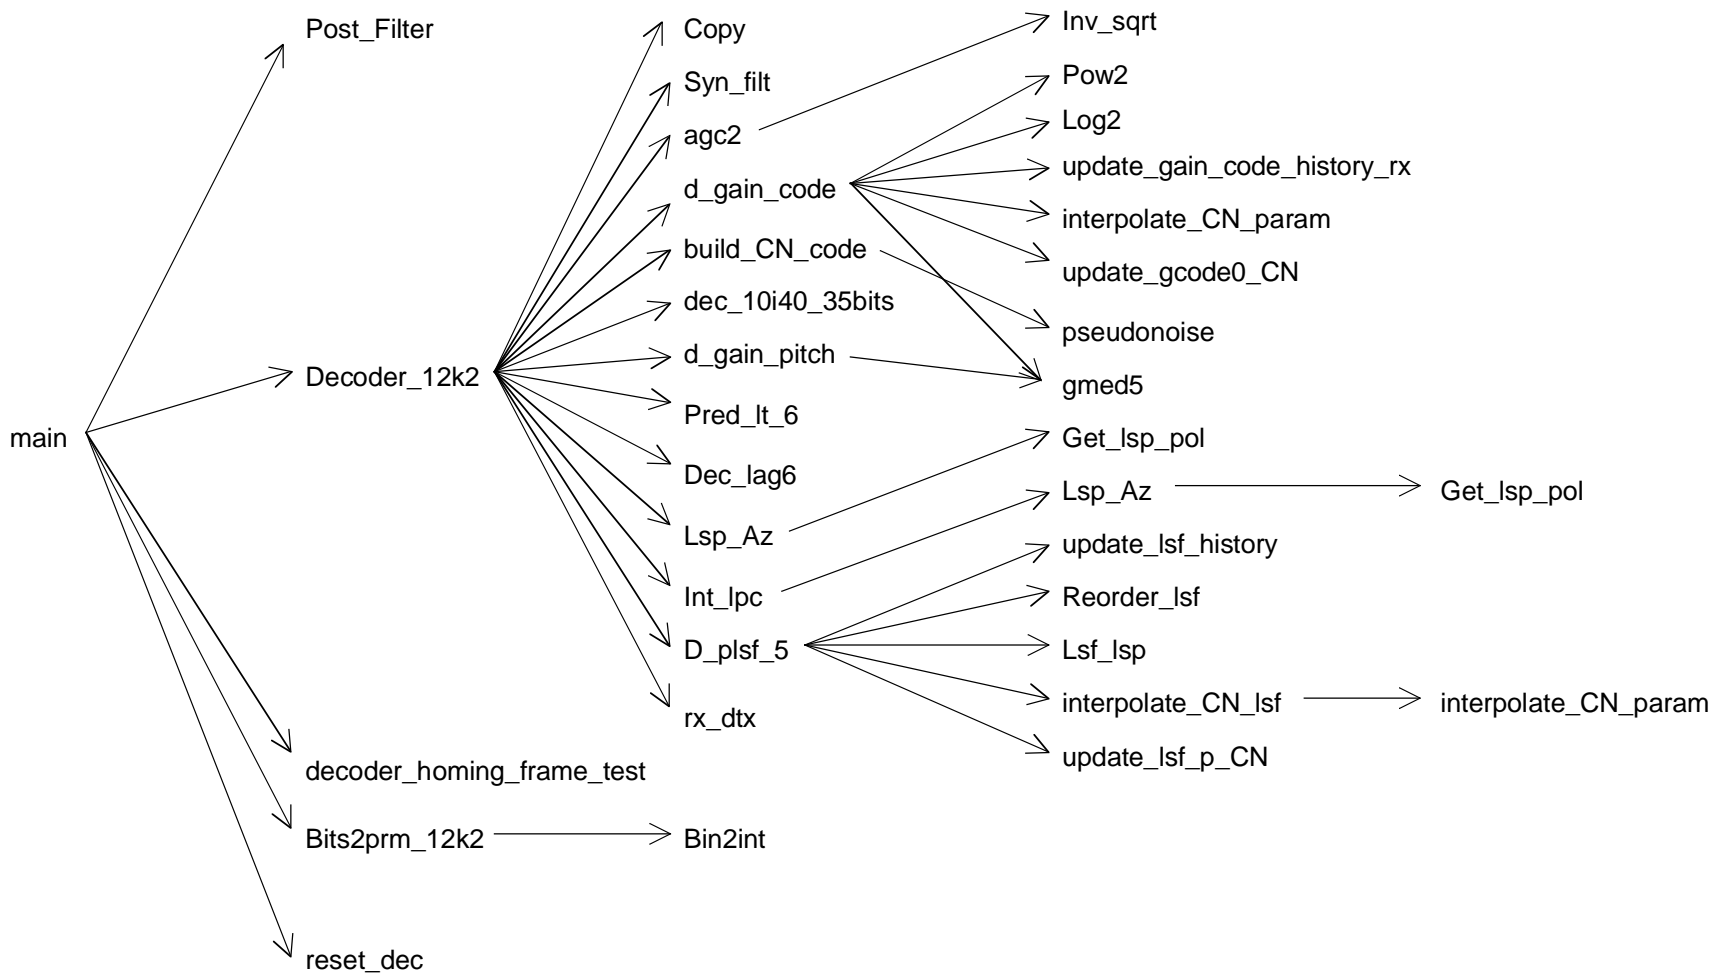 main
Post_Filter
Decoder_12k2
decoder_homing_frame_test
Bits2prm_12k2
reset_dec
Copy
Syn_filt
agc2
d_gain_code
build_CN_code
dec_10i40_35bits
d_gain_pitch
Pred_lt_6
Dec_lag6
Lsp_Az
Int_lpc
D_plsf_5
rx_dtx
Bin2int
Inv_sqrt
Pow2
Log2
update_gain_code_history_rx
interpolate_CN_param
update_gcode0_CN
pseudonoise
gmed5
Get_lsp_pol
Lsp_Az
update_lsf_history
Reorder_lsf
Lsf_lsp
interpolate_CN_lsf
update_lsf_p_CN
Get_lsp_pol
interpolate_CN_param